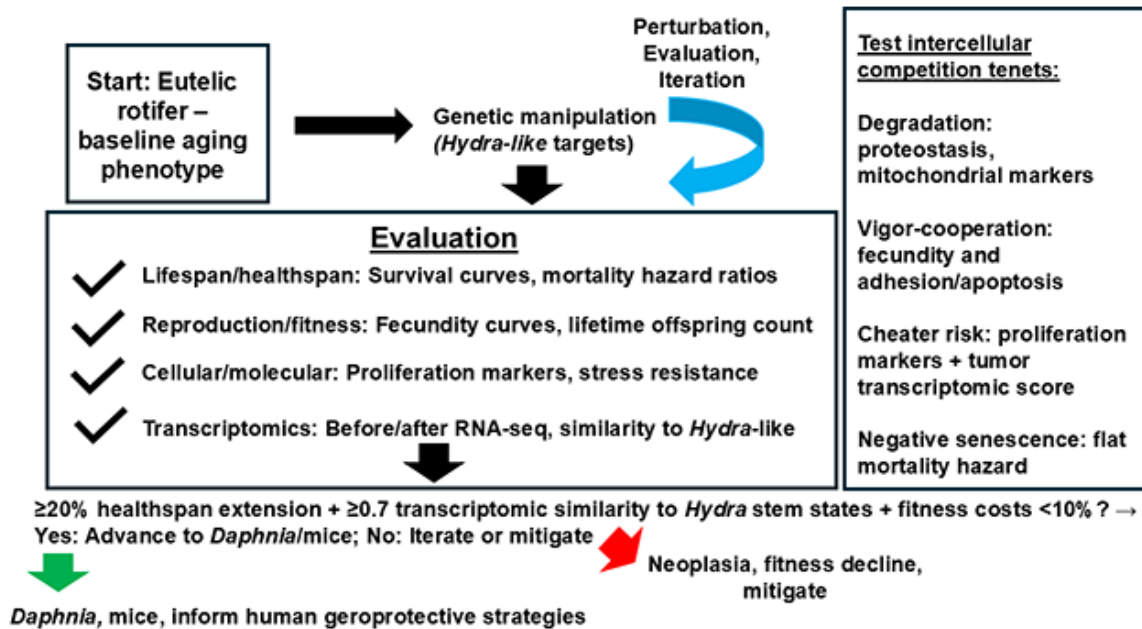 Start: Eutelic
rotifer –
baseline aging
phenotype
Perturbation,
Evaluation,
Iteration
Genetic manipulation
(Hydra-like targets)
Evaluation
Lifespan/healthspan: Survival curves, mortality hazard ratios
Reproduction/fitness: Fecundity curves, lifetime offspring count
Cellular/molecular: Proliferation markers, stress resistance
Transcriptomics: Before/after RNA-seq, similarity to Hydra-like
Test intercellular
competition tenets:
Degradation:
proteostasis,
mitochondrial markers
Vigor-cooperation:
fecundity and
adhesion/apoptosis
Cheater risk: proliferation
markers + tumor
transcriptomic score
Negative senescence: flat
mortality hazard
≥20% healthspan extension + ≥0.7 transcriptomic similarity to Hydra stem states + fitness costs <10% ? →
Yes: Advance to Daphnia/mice; No: Iterate or mitigate
Neoplasia, fitness decline,
mitigate
Daphnia, mice, inform human geroprotective strategies